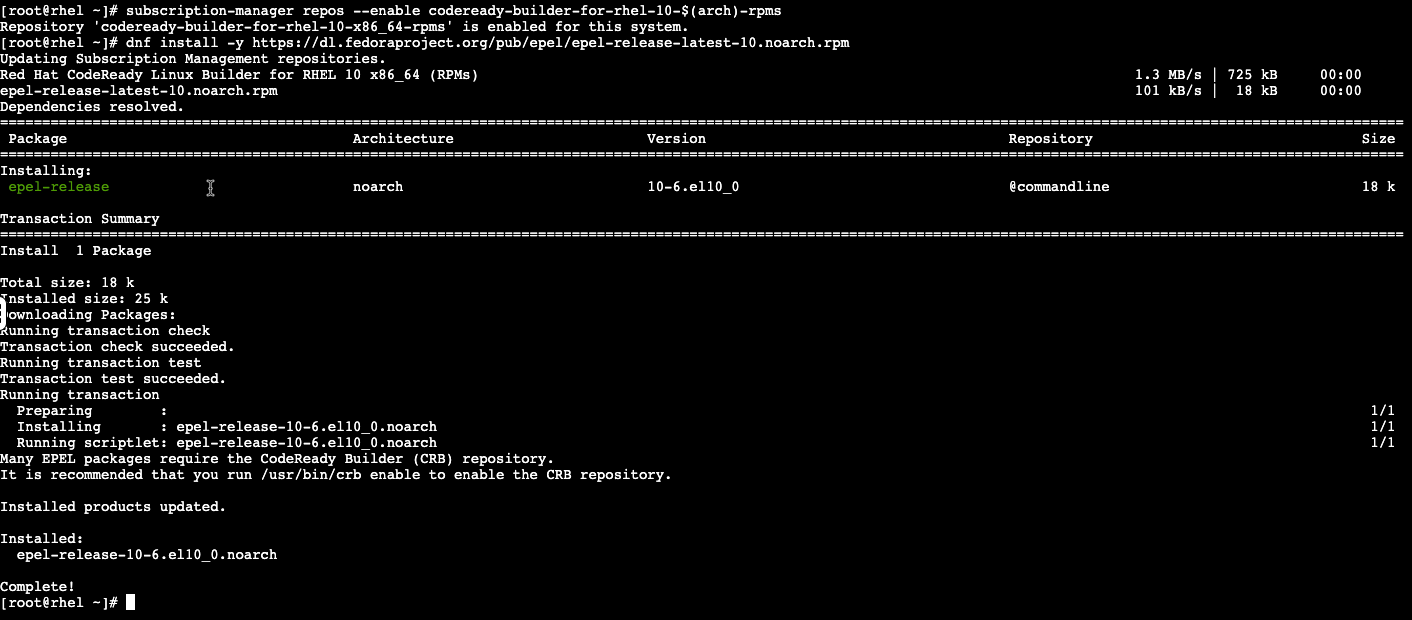 [root@rhel ~]# subscription-manager repos --enable codeready-builder-for-rhel-10-$(arch)-rpms
Repository 'codeready-builder-for-rhel-10-x86_64-rpms' is enabled for this system.
[root@rhel ~]# dnf install -y https://dl.fedoraproject.org/pub/epel/epel-release-latest-10.noarch.rpm
Updating Subscription Management repositories.
Red Hat CodeReady Linux Builder for RHEL 10 x86_64 (RPMs) 1.3 MB/s | 725 kB 00:00
epel-release-latest-10.noarch.rpm 101 kB/s | 18 kB 00:00
Dependencies resolved.
Package Architecture Version Repository Size
Installing:
epel-release noarch 10-6.el10_0 @commandline 18 k
Transaction Summary
Install 1 Package
Total size: 18 k
Installed size: 25 k
Downloading Packages:
Running transaction check
Transaction check succeeded.
Running transaction test
Transaction test succeeded.
Running transaction
Preparing : 1/1
Installing : epel-release-10-6.el10_0.noarch 1/1
Running scriptlet: epel-release-10-6.el10_0.noarch 1/1
Many EPEL packages require the CodeReady Builder (CRB) repository.
It is recommended that you run /usr/bin/crb enable to enable the CRB repository.
Installed products updated.
Installed:
epel-release-10-6.el10_0.noarch
Complete!
[root@rhel ~]#